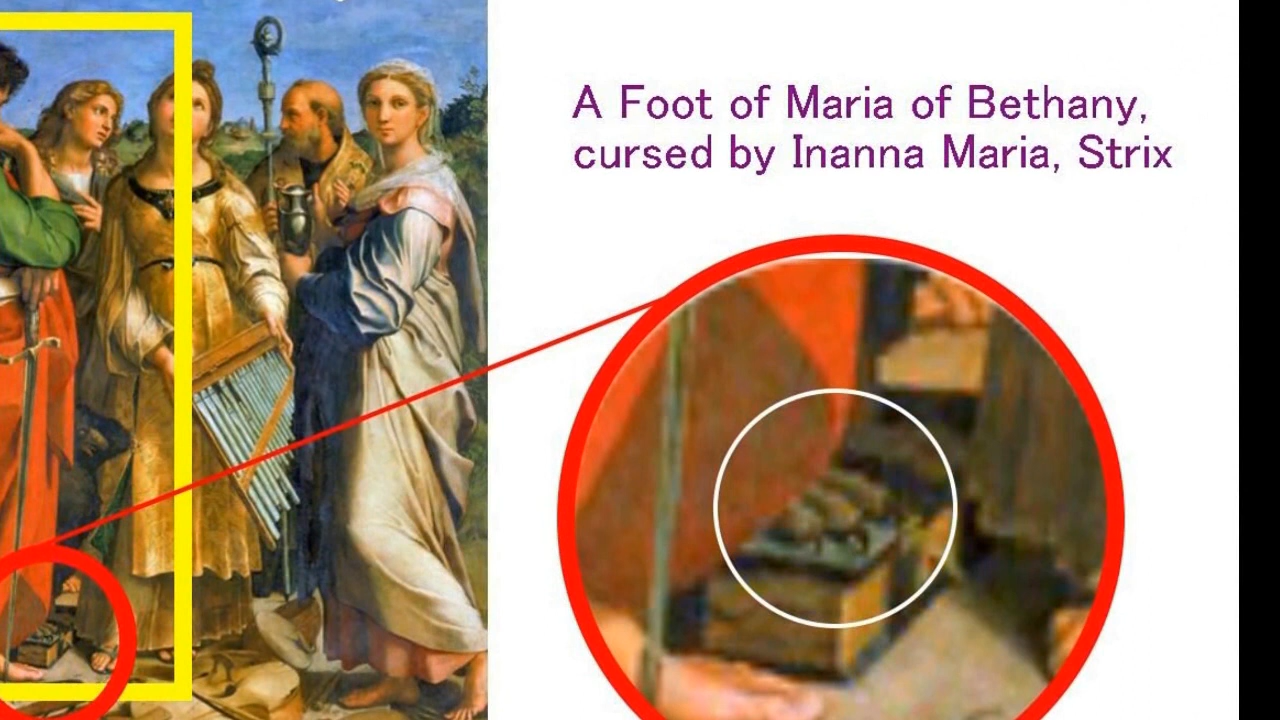 A Foot of Maria of Bethany,
cursed by Inanna Maria, Strix